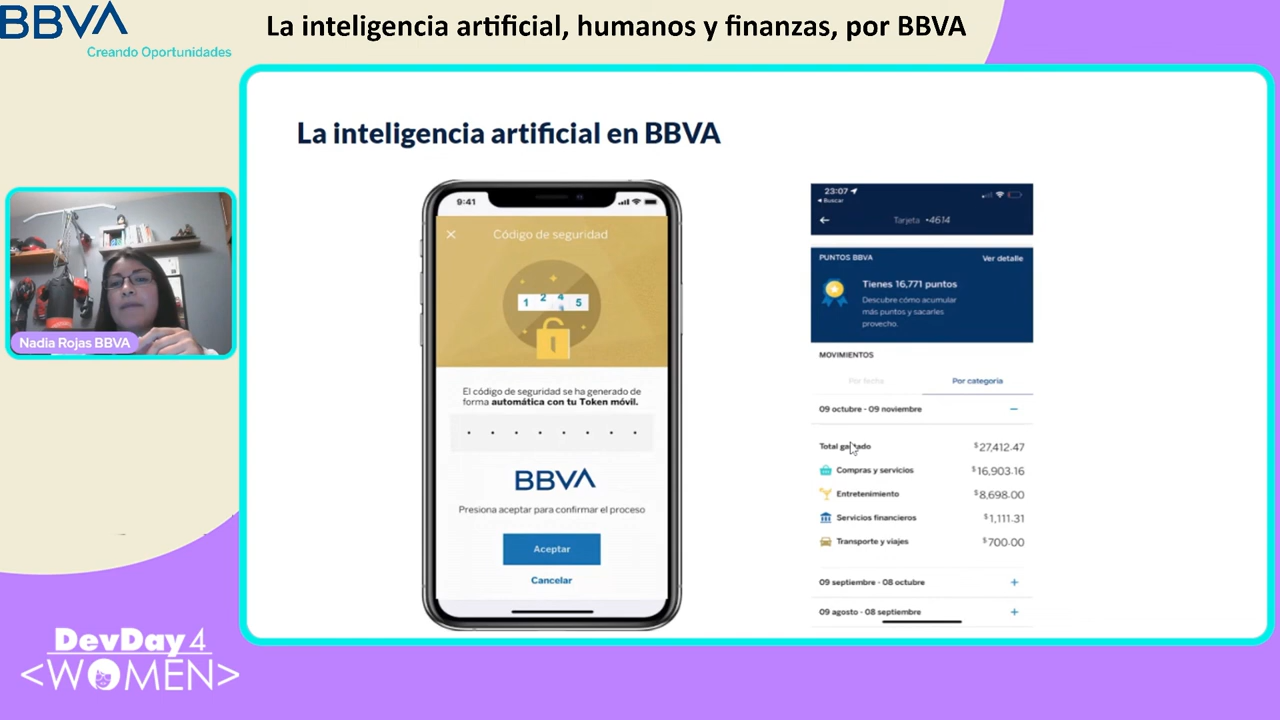 BBVA
Creando Oportunidades
La inteligencia artificial, humanos y finanzas, por BBVA
La inteligencia artificial en BBVA
Nadia Rojas BBVA
9:41
Código de seguridad
1 2 4 5
El código de seguridad se ha generado de
forma automática con tu Token móvil.
BBVA
Presiona aceptar para confirmar el proceso
Aceptar
Cancelar
23:07
Buscar
Tarjeta •4614
PUNTOS BBVA Ver detalle
Tienes 16,771 puntos
Descubre cómo acumular
más puntos y sacarles
provecho.
MOVIMIENTOS
Por fecha Por categoria
09 octubre - 09 noviembre
Total gastado $27,412.47
Compras y servicios $16,903.16
Entretenimiento $8,698.00
Servicios financieros $1,111.31
Transporte y viajes $700.00
09 septiembre - 08 octubre
09 agosto - 08 septiembre
DevDay 4
<WOMEN>